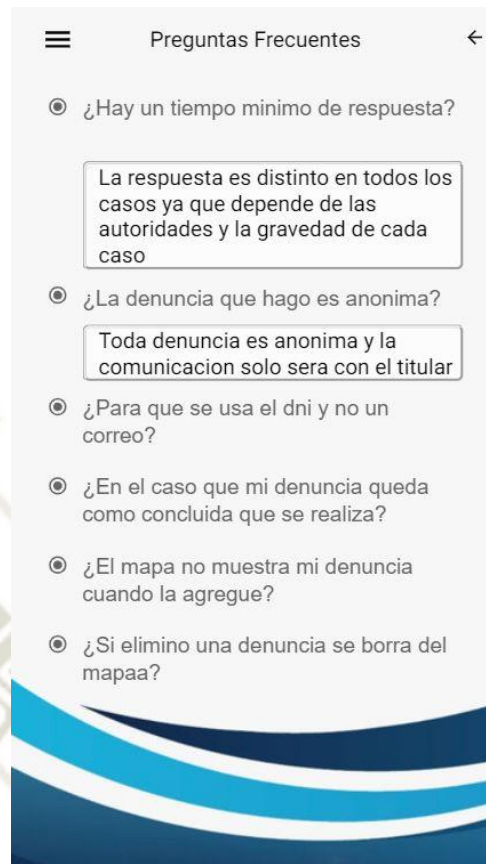 Preguntas Frecuentes
¿Hay un tiempo minimo de respuesta?
La respuesta es distinto en todos los
casos ya que depende de las
autoridades y la gravedad de cada
caso
¿La denuncia que hago es anonima?
Toda denuncia es anonima y la
comunicacion solo sera con el titular
¿Para que se usa el dni y no un
correo?
¿En el caso que mi denuncia queda
como concluida que se realiza?
¿El mapa no muestra mi denuncia
cuando la agregue?
¿Si elimino una denuncia se borra del
mapaa?